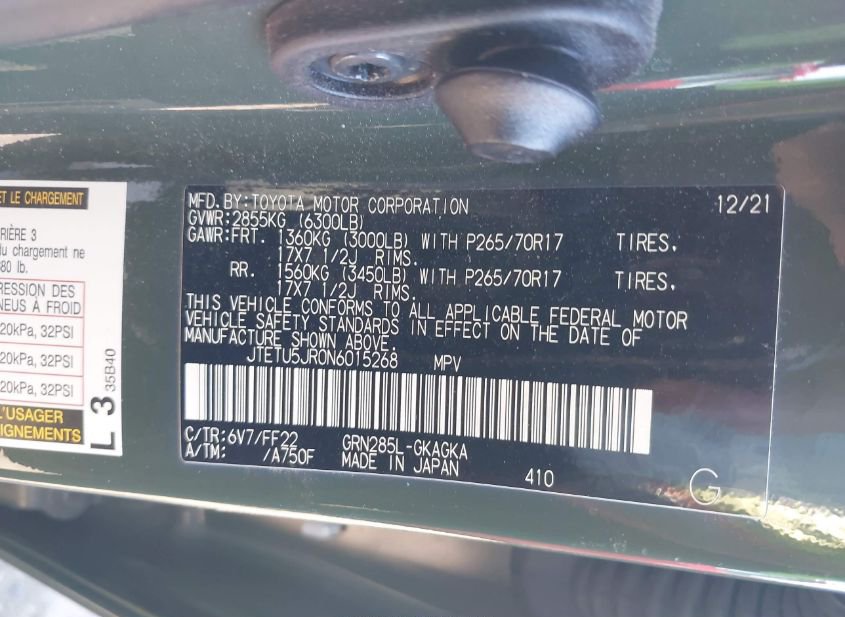 ET LE CHARGEMENT
RIÈRE 3
du chargement ne
80 lb.
RESSION DES
NEUS À FROID
20kPa, 32PSI
20kPa, 32PSI
20kPa, 32PSI
L'USAGER
IGNEMENTS
L 3 35B40
MFD.BY:TOYOTA MOTOR CORPORATION 12/21
GVWR:2855KG (6300LB)
GAWR:FRT. 1360KG (3000LB) WITH P265/70R17 TIRES,
17X7 1/2J RIMS.
RR. 1560KG (3450LB) WITH P265/70R17 TIRES,
17X7 1/2J RIMS.
THIS VEHICLE CONFORMS TO ALL APPLICABLE FEDERAL MOTOR
VEHICLE SAFETY STANDARDS IN EFFECT ON THE DATE OF
MANUFACTURE SHOWN ABOVE.
JTETU5JR0N6015268 MPV
C/TR:6V7/FF22 GRN285L-GKAGKA
A/TM: /A750F MADE IN JAPAN 410
G